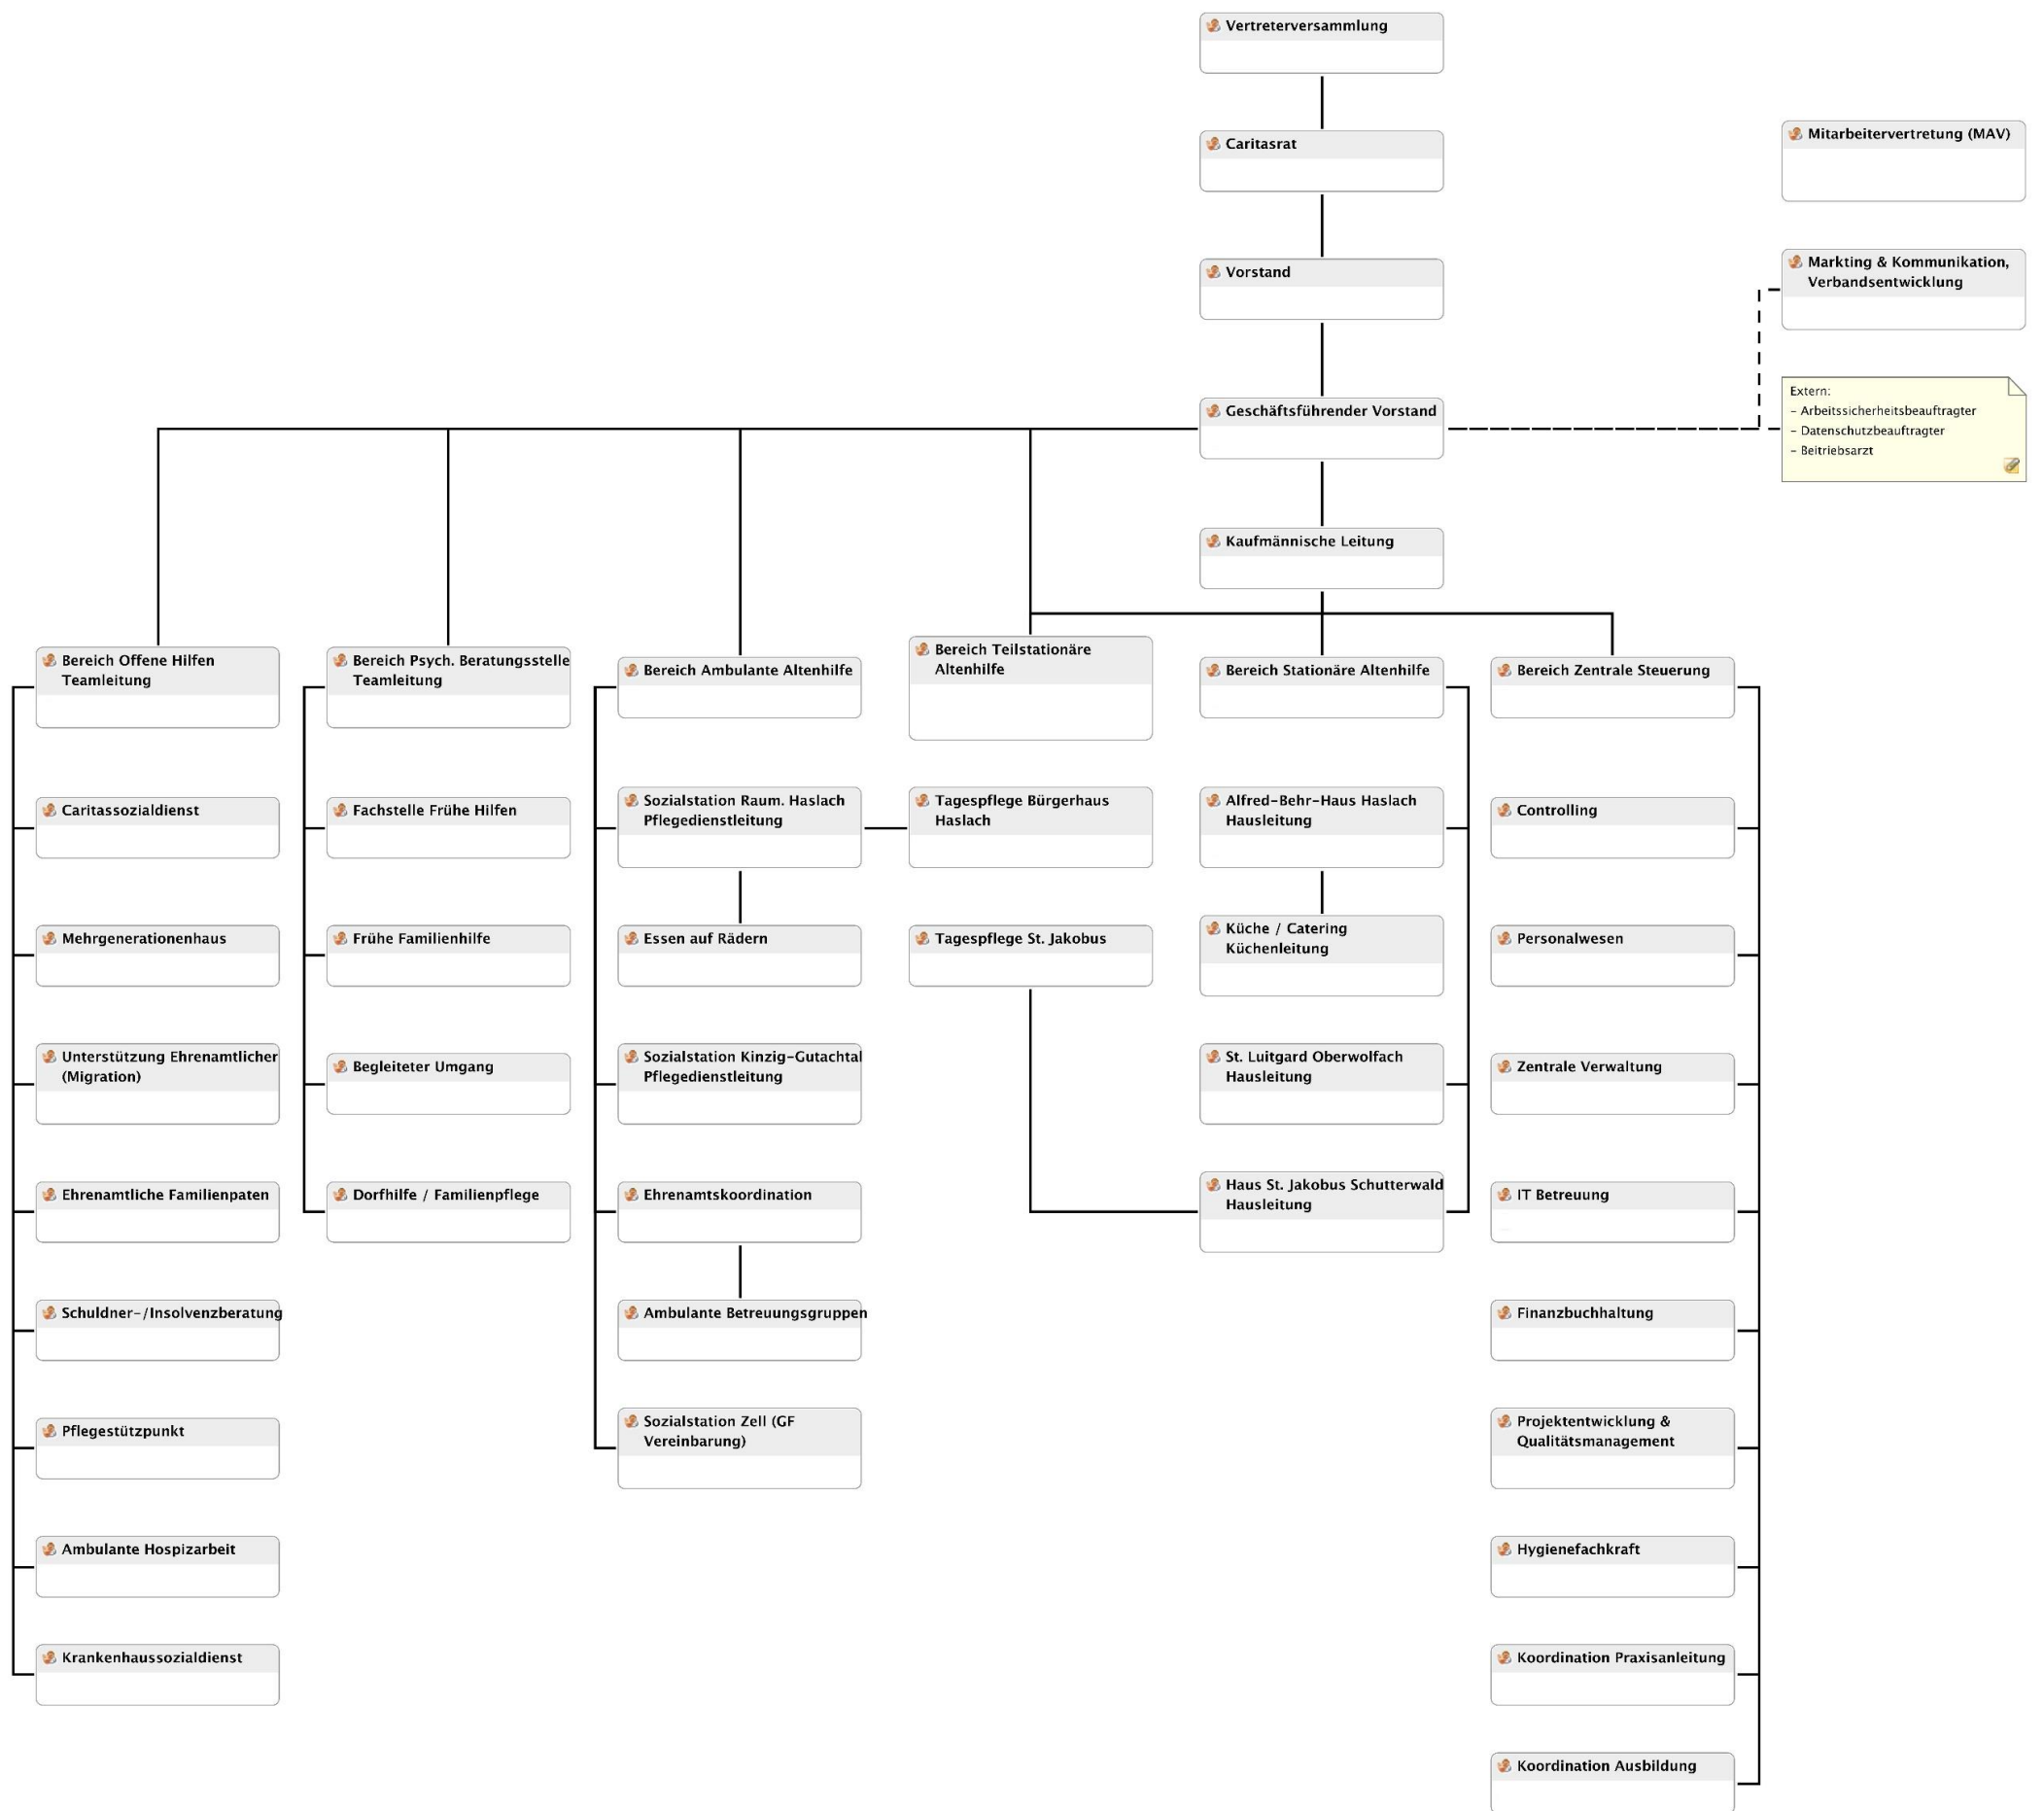 Vertreterversammlung
Caritasrat
Mitarbeitervertretung (MAV)
Vorstand
Markting & Kommunikation,
Verbandsentwicklung
Geschäftsführender Vorstand
Extern:
- Arbeitssicherheitsbeauftragter
- Datenschutzbeauftragter
- Beitriebsarzt
Kaufmännische Leitung
Bereich Offene Hilfen
Teamleitung
Bereich Psych. Beratungsstelle
Teamleitung
Bereich Ambulante Altenhilfe
Bereich Teilstationäre
Altenhilfe
Bereich Stationäre Altenhilfe
Bereich Zentrale Steuerung
Caritassozialdienst
Fachstelle Frühe Hilfen
Sozialstation Raum. Haslach
Pflegedienstleitung
Tagespflege Bürgerhaus
Haslach
Alfred-Behr-Haus Haslach
Hausleitung
Controlling
Mehrgenerationenhaus
Frühe Familienhilfe
Essen auf Rädern
Tagespflege St. Jakobus
Küche / Catering
Küchenleitung
Personalwesen
Unterstützung Ehrenamtlicher
(Migration)
Begleiteter Umgang
Sozialstation Kinzig-Gutachtal
Pflegedienstleitung
St. Luitgard Oberwolfach
Hausleitung
Zentrale Verwaltung
Ehrenamtliche Familienpaten
Dorfhilfe / Familienpflege
Ehrenamtskoordination
Haus St. Jakobus Schutterwald
Hausleitung
IT Betreuung
Schuldner-/Insolvenzberatung
Ambulante Betreuungsgruppen
Finanzbuchhaltung
Pflegestützpunkt
Sozialstation Zell (GF
Vereinbarung)
Projektentwicklung &
Qualitätsmanagement
Ambulante Hospizarbeit
Hygienefachkraft
Krankenhaussozialdienst
Koordination Praxisanleitung
Koordination Ausbildung